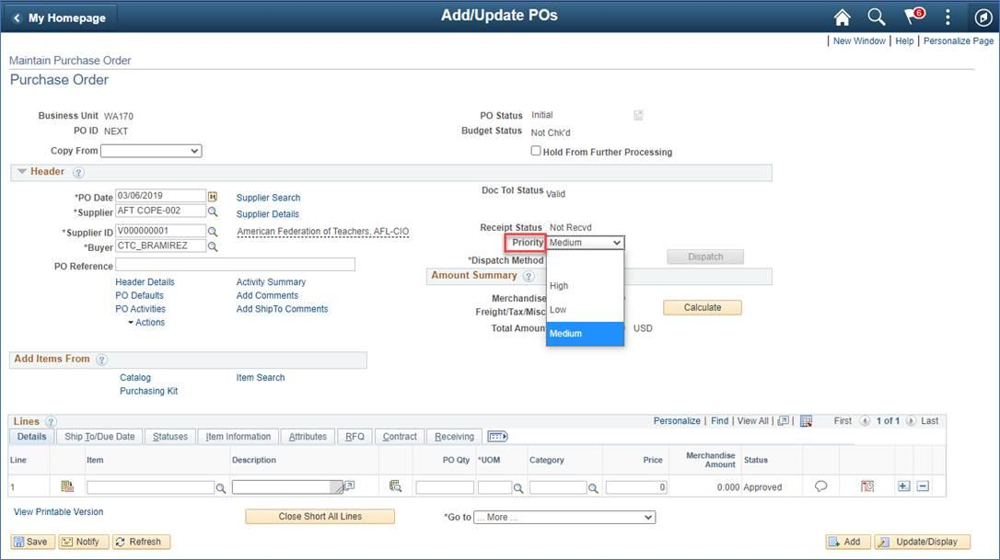 My Homepage
Add/Update POs
6
New Window | Help | Personalize Page
Maintain Purchase Order
Purchase Order
Business Unit WA170
PO ID NEXT
Copy From
PO Status Initial
Budget Status Not Chk'd
Hold From Further Processing
Header ?
*PO Date 03/06/2019
*Supplier AFT COPE-002
*Supplier ID V000000001
*Buyer CTC_BRAMIREZ
PO Reference
Supplier Search
Supplier Details
American Federation of Teachers, AFL-CIO
Header Details
PO Defaults
PO Activities
Actions
Activity Summary
Add Comments
Add ShipTo Comments
Doc Tol Status Valid
Receipt Status Not Recvd
Priority Medium
*Dispatch Method
Dispatch
High
Low
Medium
Amount Summary ?
Merchandise
Freight/Tax/Misc
Calculate
Total Amount
USD
Add Items From ?
Catalog
Item Search
Purchasing Kit
Lines ?
Personalize | Find | View All | First 1 of 1 Last
Details Ship To/Due Date Statuses Item Information Attributes RFQ Contract Receiving
Line Item Description PO Qty *UOM Category Price Merchandise Amount Status
1 0 0.000 Approved
View Printable Version
Close Short All Lines
*Go to ... More ...
Save Notify Refresh
Add Update/Display